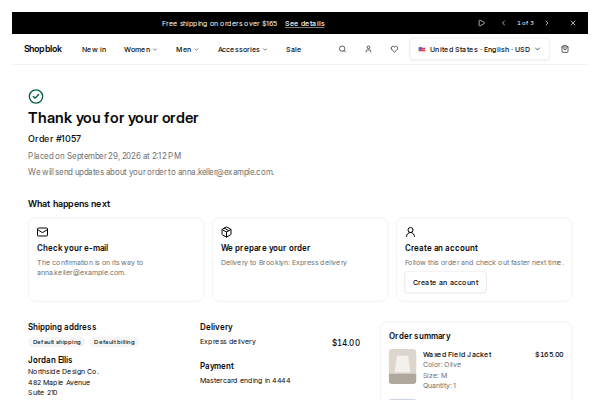 Free shipping on orders over $165 See details
1 of 3
Shopblok New in Women Men Accessories Sale United States · English · USD
Thank you for your order
Order #1057
Placed on September 29, 2026 at 2:12 PM
We will send updates about your order to anna.keller@example.com.
What happens next
Check your e-mail
The confirmation is on its way to
anna.keller@example.com.
We prepare your order
Delivery to Brooklyn: Express delivery
Create an account
Follow this order and check out faster next time.
Create an account
Shipping address
Default shipping Default billing
Jordan Ellis
Northside Design Co.
482 Maple Avenue
Suite 210
Delivery
Express delivery $14.00
Payment
Mastercard ending in 4444
Order summary
Waxed Field Jacket $165.00
Color: Olive
Size: M
Quantity: 1